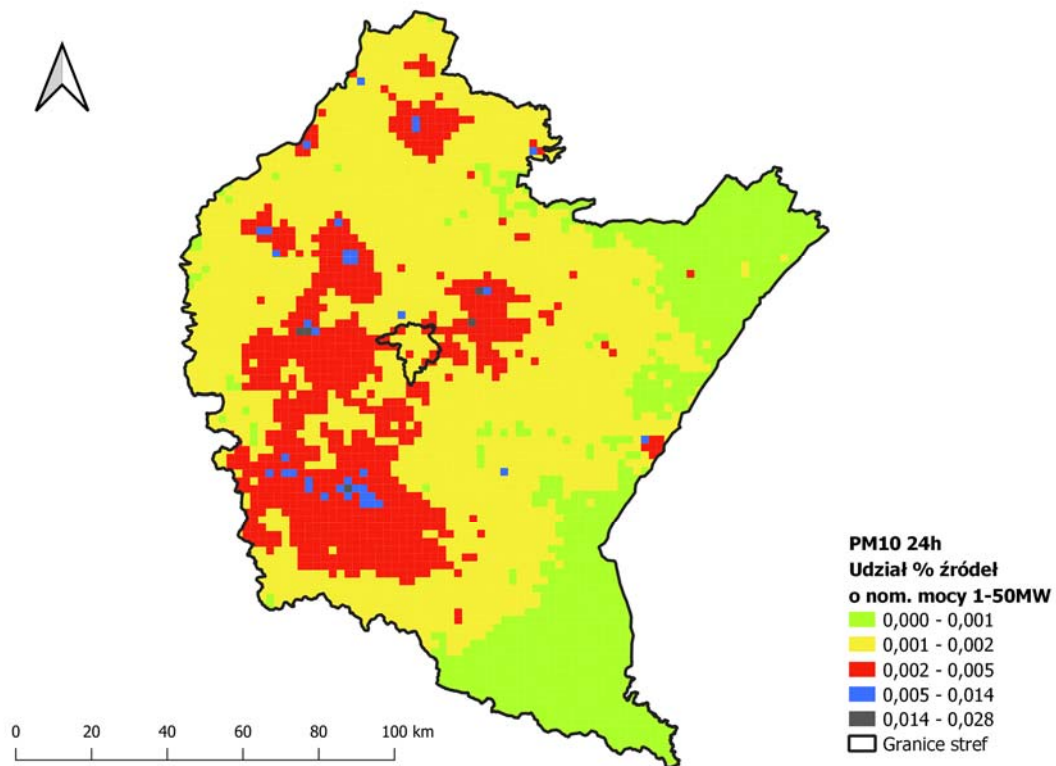 PM10 24h
Udział % źródeł
o nom. mocy 1-50MW
0,000 - 0,001
0,001 - 0,002
0,002 - 0,005
0,005 - 0,014
0,014 - 0,028
Granice stref
0 20 40 60 80 100 km